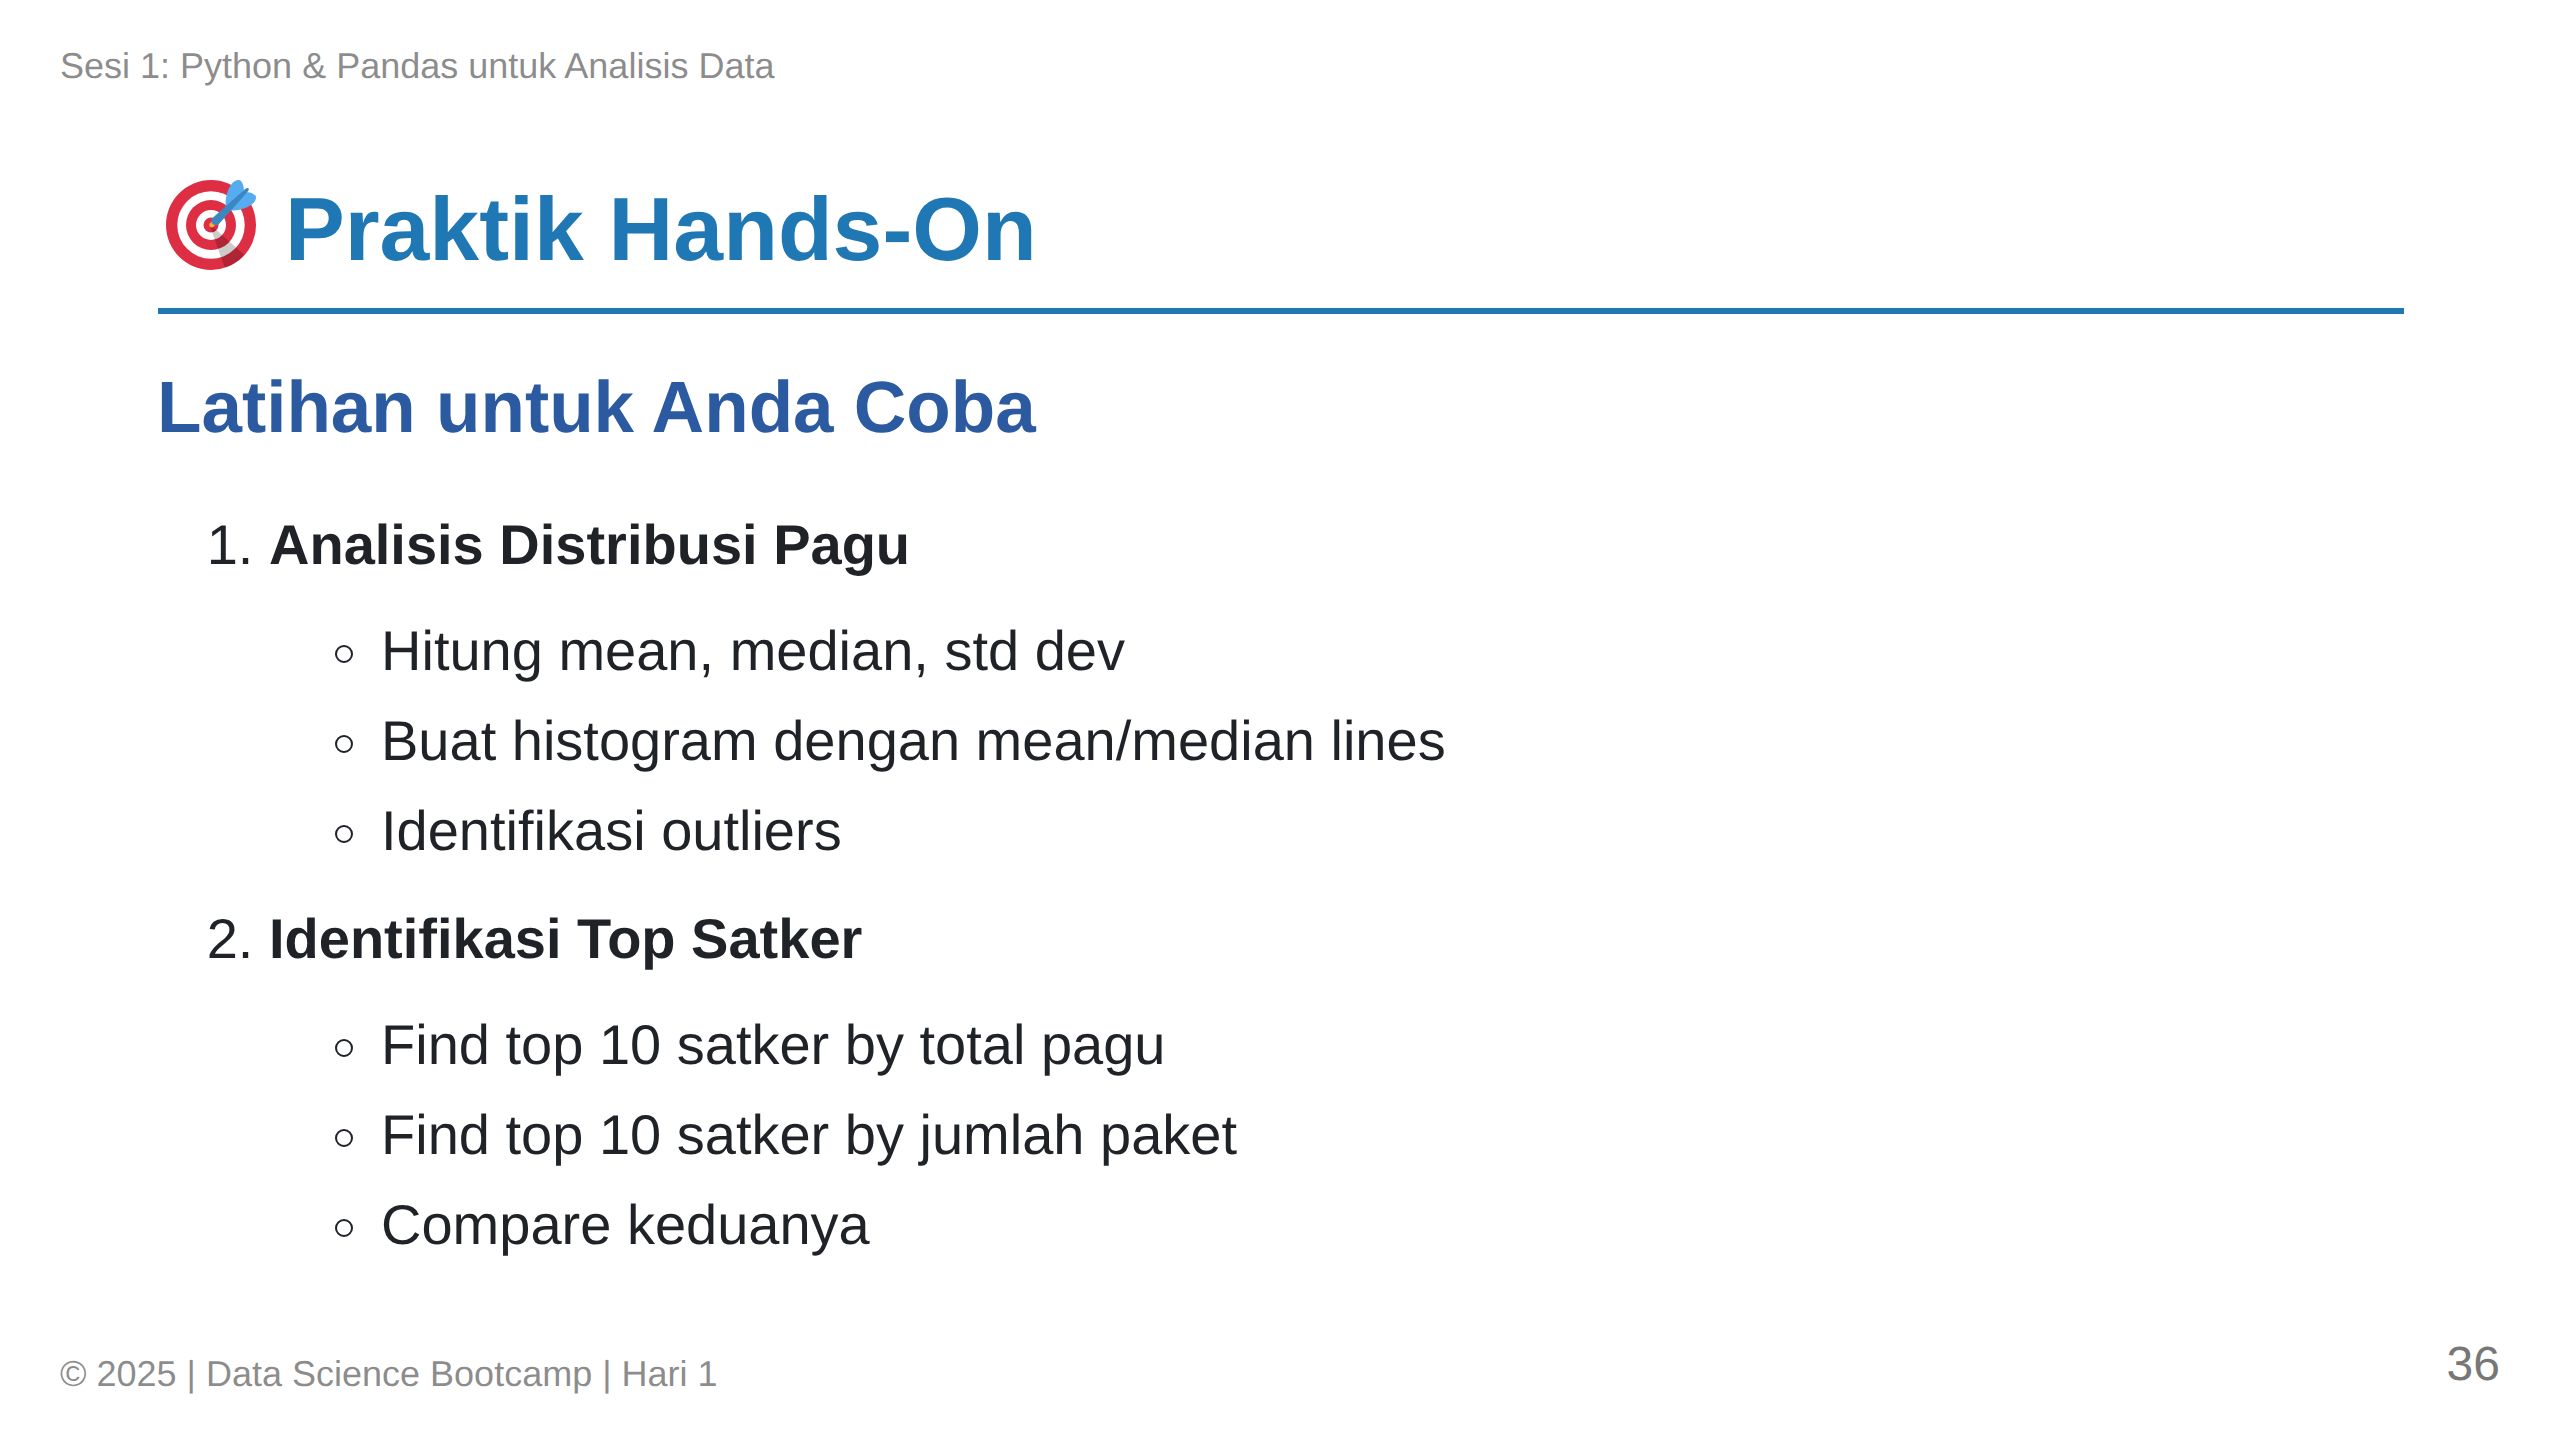 Sesi 1: Python & Pandas untuk Analisis Data
Praktik Hands-On
Latihan untuk Anda Coba
1. Analisis Distribusi Pagu
◦ Hitung mean, median, std dev
◦ Buat histogram dengan mean/median lines
◦ Identifikasi outliers
2. Identifikasi Top Satker
◦ Find top 10 satker by total pagu
◦ Find top 10 satker by jumlah paket
◦ Compare keduanya
© 2025 | Data Science Bootcamp | Hari 1
36